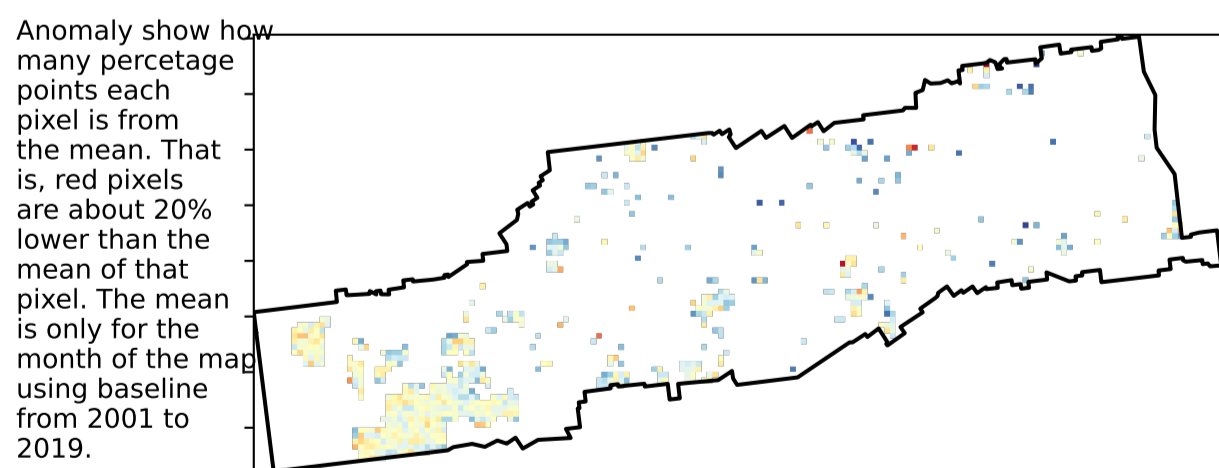 Anomaly show how
many percetage
points each
pixel is from
the mean. That
is, red pixels
are about 20%
lower than the
mean of that
pixel. The mean
is only for the
month of the map
using baseline
from 2001 to
2019.